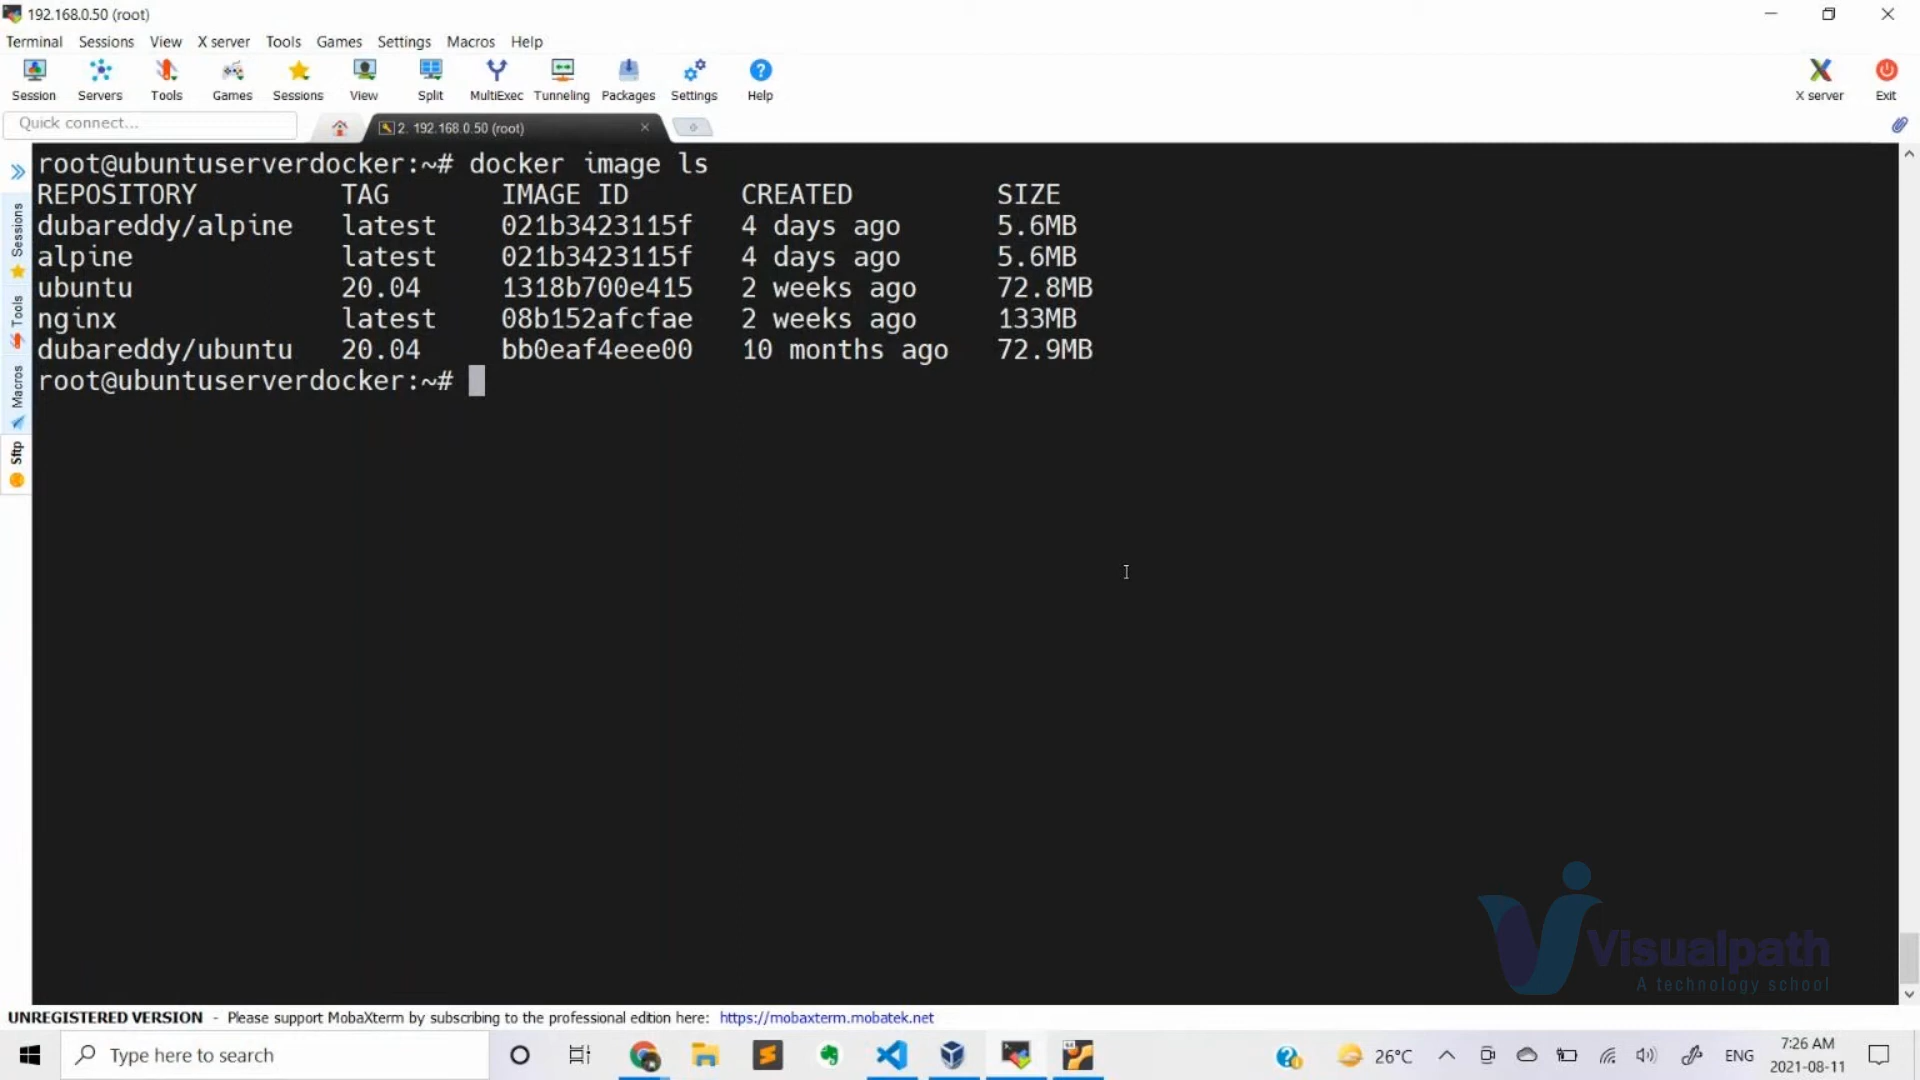 192.168.0.50 (root)
Terminal Sessions View X server Tools Games Settings Macros Help
Session Servers Tools Games Sessions View Split MultiExec Tunneling Packages Settings Help X server Exit
Quick connect...
2. 192.168.0.50 (root)
root@ubuntuserverdocker:~# docker image ls
REPOSITORY TAG IMAGE ID CREATED SIZE
dubareddy/alpine latest 021b3423115f 4 days ago 5.6MB
alpine latest 021b3423115f 4 days ago 5.6MB
ubuntu 20.04 1318b700e415 2 weeks ago 72.8MB
nginx latest 08b152afcfae 2 weeks ago 133MB
dubareddy/ubuntu 20.04 bb0eaf4eee00 10 months ago 72.9MB
root@ubuntuserverdocker:~#
Sessions
Tools
Macros
Sftp
Visualpath
A technology school
UNREGISTERED VERSION - Please support MobaXterm by subscribing to the professional edition here: https://mobaxterm.mobatek.net
Type here to search
26°C
ENG
7:26 AM
2021-08-11